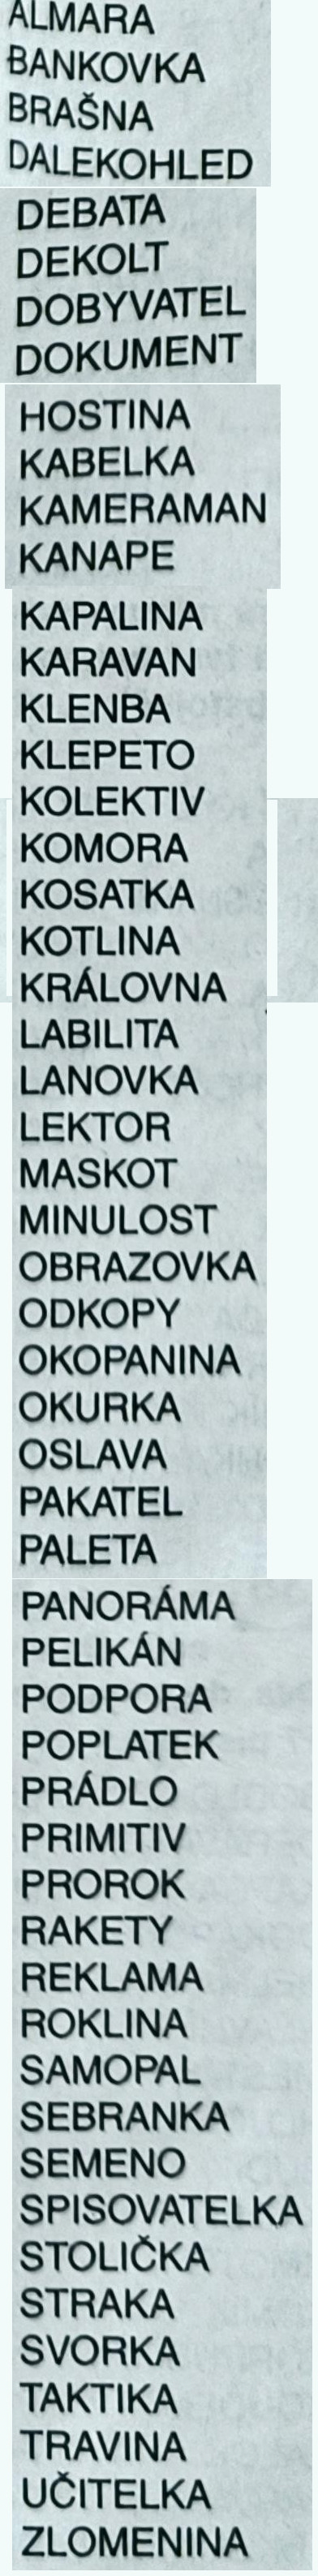 ALMARA
BANKOVKA
BRAŠNA
DALEKOHLED
DEBATA
DEKOLT
DOBYVATEL
DOKUMENT
HOSTINA
KABELKA
KAMERAMAN
KANAPE
KAPALINA
KARAVAN
KLENBA
KLEPETO
KOLEKTIV
KOMORA
KOSATKA
KOTLINA
KRÁLOVNA
LABILITA
LANOVKA
LEKTOR
MASKOT
MINULOST
OBRAZOVKA
ODKOPY
OKOPANINA
OKURKA
OSLAVA
PAKATEL
PALETA
PANORÁMA
PELIKÁN
PODPORA
POPLATEK
PRÁDLO
PRIMITIV
PROROK
RAKETY
REKLAMA
ROKLINA
SAMOPAL
SEBRANKA
SEMENO
SPISOVATELKA
STOLIČKA
STRAKA
SVORKA
TAKTIKA
TRAVINA
UČITELKA
ZLOMENINA